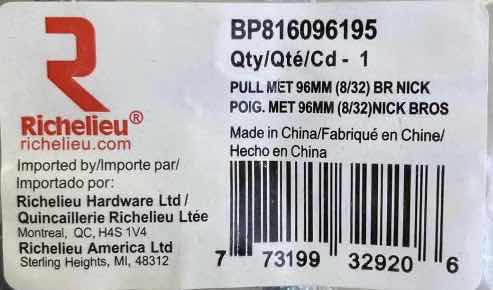 R
Richelieu®
richelieu.com
Imported by/Importe par/
Importado por:
Richelieu Hardware Ltd /
Quincaillerie Richelieu Ltée
Montreal, QC, H4S 1V4
Richelieu America Ltd
Sterling Heights, MI, 48312
BP816096195
Qty/Qté/Cd - 1
PULL MET 96MM (8/32) BR NICK
POIG. MET 96MM (8/32)NICK BROS
Made in China/Fabriqué en Chine/
Hecho en China
7 73199 32920 6